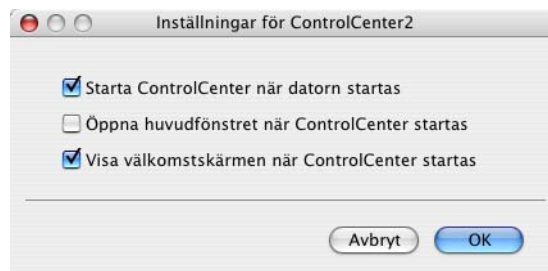 Inställningar för ControlCenter2
Starta ControlCenter när datorn startas
Öppna huvudfönstret när ControlCenter startas
Visa välkomstskärmen när ControlCenter startas
Avbryt OK